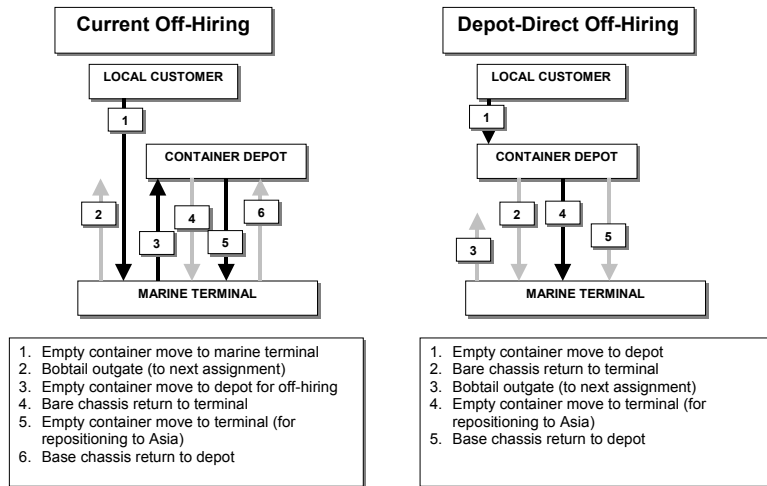 Current Off-Hiring
LOCAL CUSTOMER
1
CONTAINER DEPOT
2
3
4
5
6
MARINE TERMINAL
1. Empty container move to marine terminal
2. Bobtail outgate (to next assignment)
3. Empty container move to depot for off-hiring
4. Bare chassis return to terminal
5. Empty container move to terminal (for
repositioning to Asia)
6. Base chassis return to depot
Depot-Direct Off-Hiring
LOCAL CUSTOMER
1
CONTAINER DEPOT
2
4
5
3
MARINE TERMINAL
1. Empty container move to depot
2. Bare chassis return to terminal
3. Bobtail outgate (to next assignment)
4. Empty container move to terminal (for
repositioning to Asia)
5. Base chassis return to depot